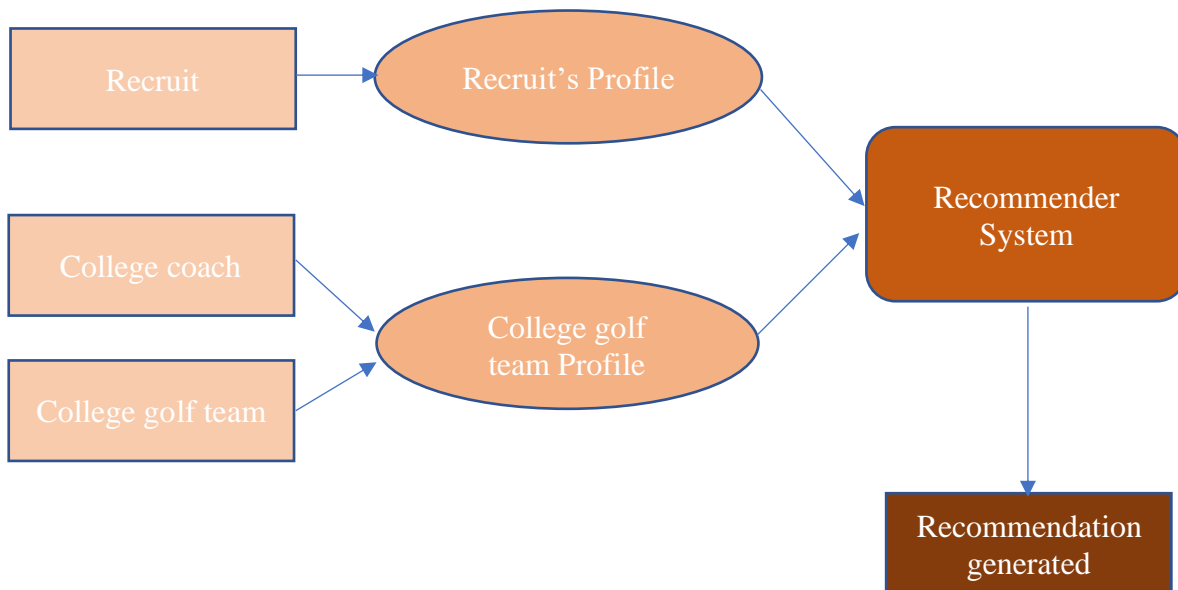 Recruit
Recruit’s Profile
Recommender
System
College coach
College golf
team Profile
College golf team
Recommendation
generated